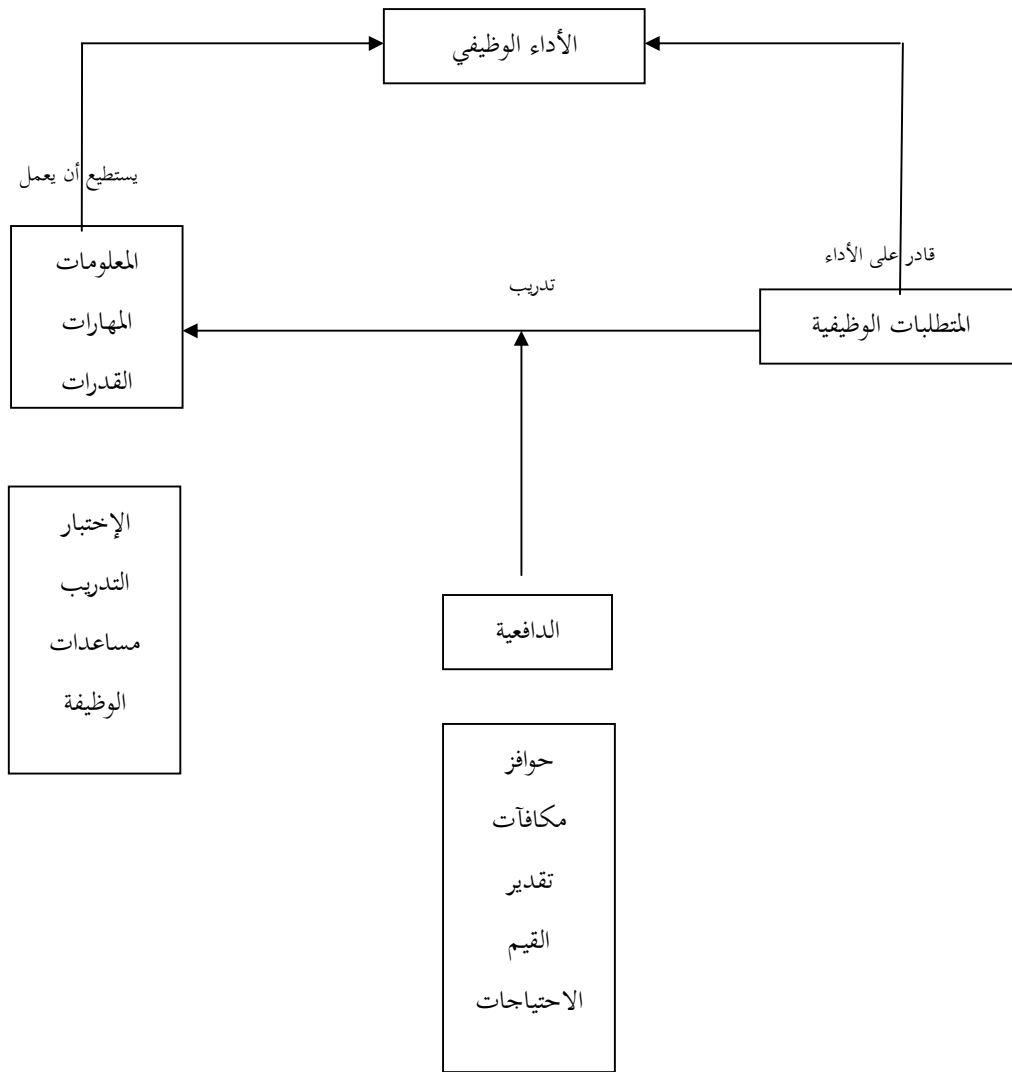 الأداء الوظيفي
يستطيع أن يعمل
قادر على الأداء
المعلومات
المهارات
القدرات
تدريب
المتطلبات الوظيفية
الإختبار
التدريب
مساعدات
الوظيفة
الدافعية
حوافز
مكافآت
تقدير
القيم
الاحتياجات